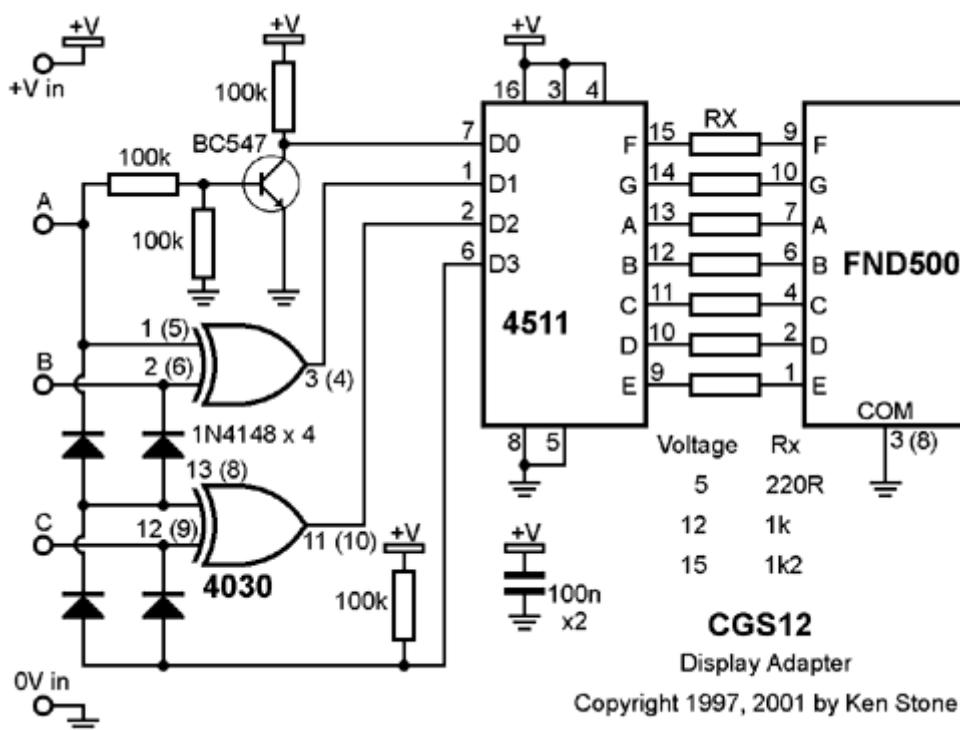 +V
+V in
+V
100k
BC547
100k
100k
A
1 (5)
B
2 (6)
3 (4)
1N4148 x 4
13 (8)
C
12 (9)
11 (10)
4030
+V
100k
0V in
+V
16 3 4
7 D0
1 D1
2 D2
6 D3
4511
8 5
F 15 RX 9 F
G 14 10 G
A 13 7 A
B 12 6 B
C 11 4 C
D 10 2 D
E 9 1 E
FND500
COM
3 (8)
Voltage Rx
5 220R
12 1k
15 1k2
+V
100n
x2
CGS12
Display Adapter
Copyright 1997, 2001 by Ken Stone